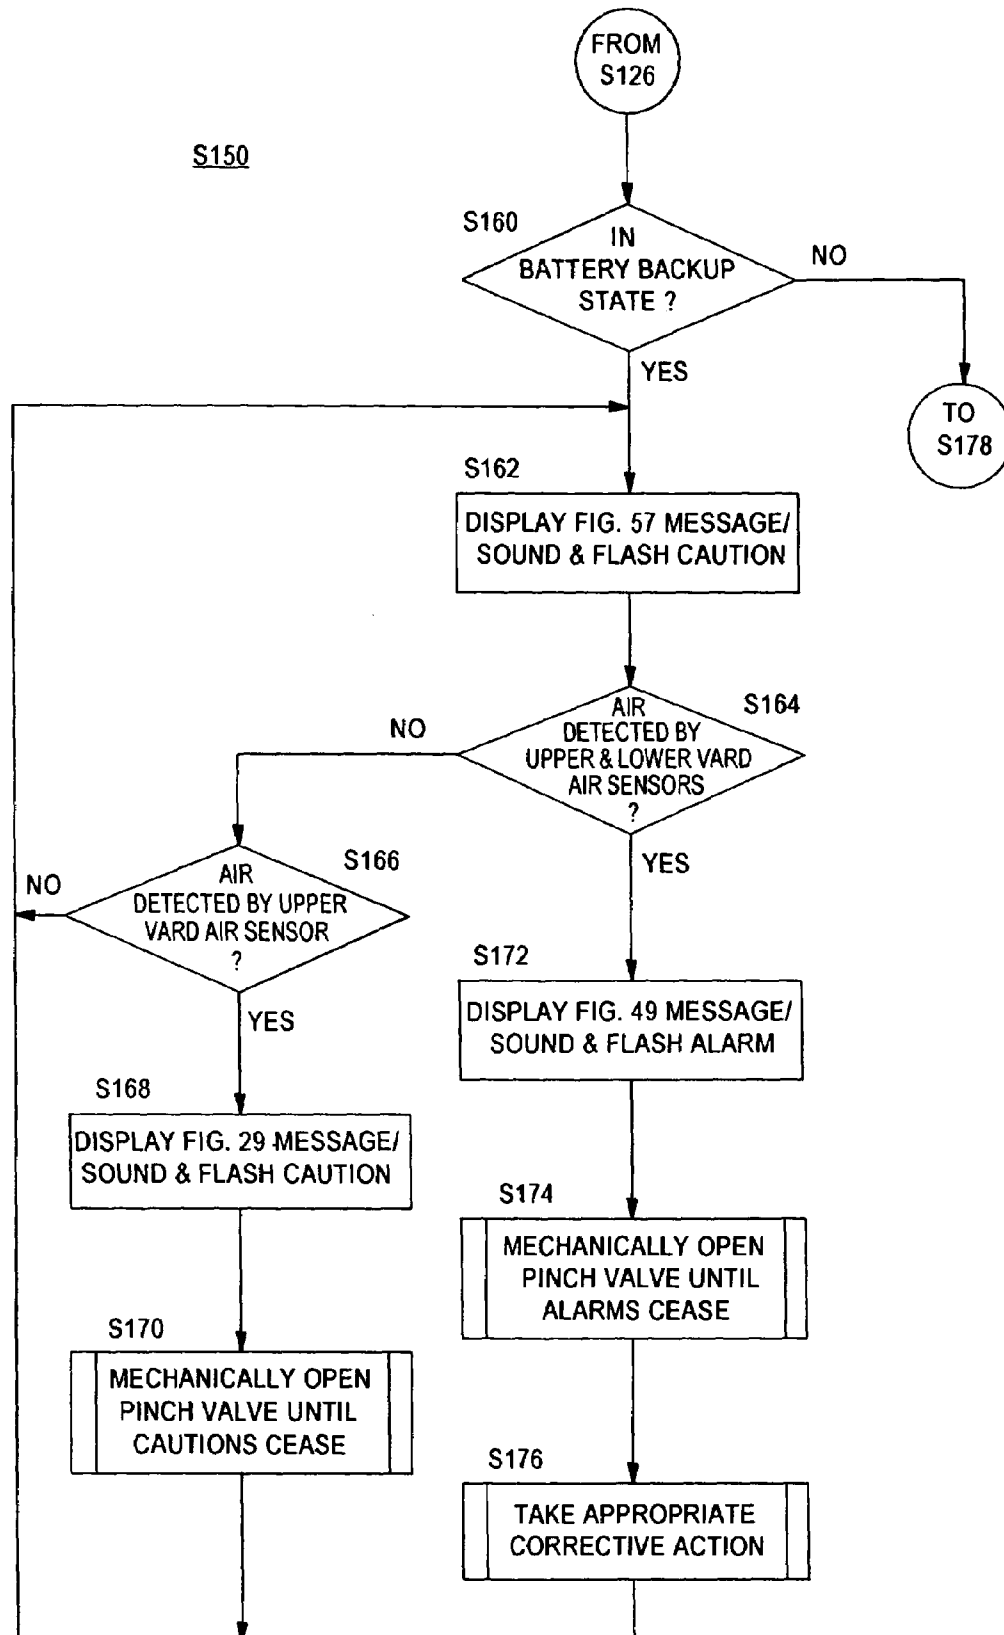 FROM
S126
S150
S160
IN
BATTERY BACKUP
STATE ?
NO
YES
TO
S178
S162
DISPLAY FIG. 57 MESSAGE/
SOUND & FLASH CAUTION
S164
AIR
DETECTED BY
UPPER & LOWER VARD
AIR SENSORS
?
NO
YES
S166
AIR
DETECTED BY UPPER
VARD AIR SENSOR
?
NO
YES
S172
DISPLAY FIG. 49 MESSAGE/
SOUND & FLASH ALARM
S168
DISPLAY FIG. 29 MESSAGE/
SOUND & FLASH CAUTION
S174
MECHANICALLY OPEN
PINCH VALVE UNTIL
ALARMS CEASE
S170
MECHANICALLY OPEN
PINCH VALVE UNTIL
CAUTIONS CEASE
S176
TAKE APPROPRIATE
CORRECTIVE ACTION